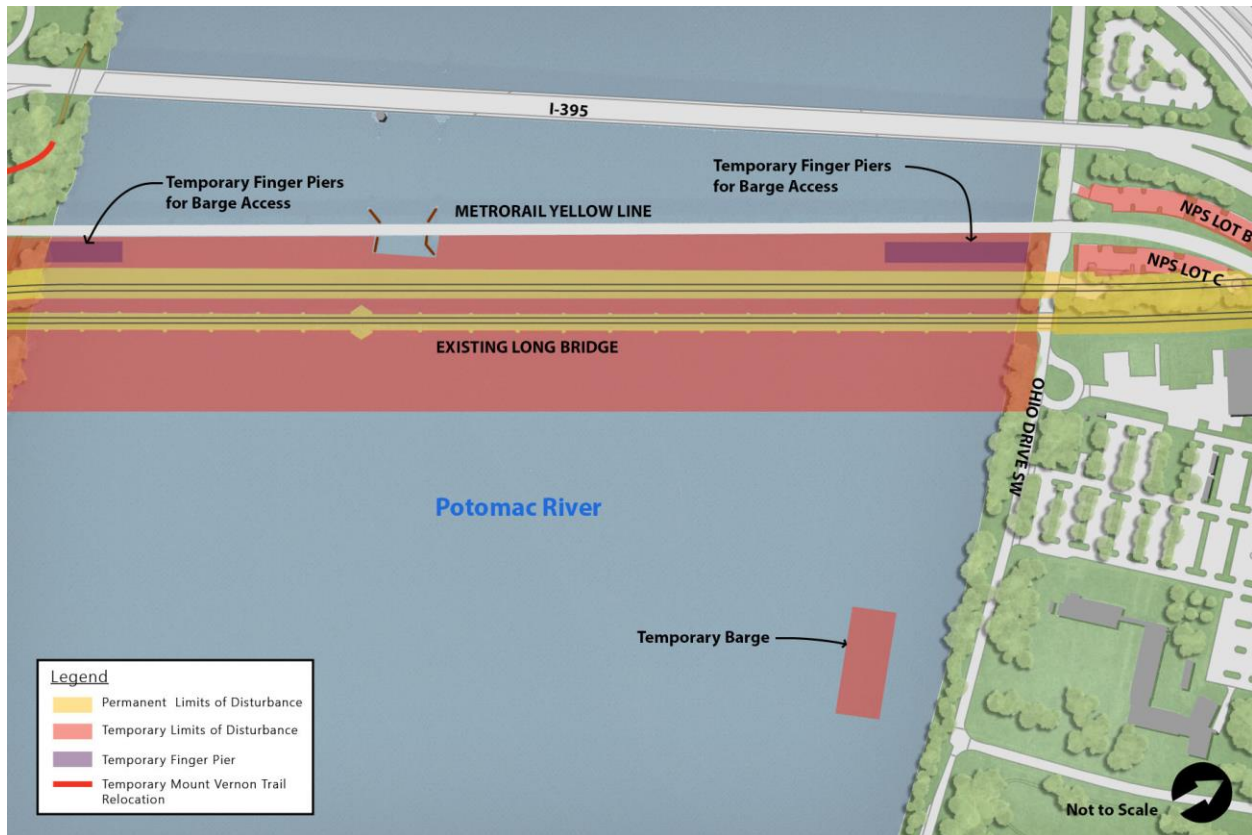 I-395
Temporary Finger Piers
for Barge Access
Temporary Finger Piers
for Barge Access
METRORAIL YELLOW LINE
NPS LOT B
NPS LOT C
EXISTING LONG BRIDGE
OHIO DRIVE SW
Potomac River
Temporary Barge
Legend
Permanent Limits of Disturbance
Temporary Limits of Disturbance
Temporary Finger Pier
Temporary Mount Vernon Trail
Relocation
Not to Scale